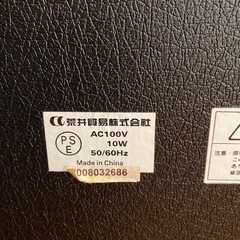 荒井貿易株式会社
PS
E
AC100V
10W
50/60Hz
Made in China
008032686
注意：感